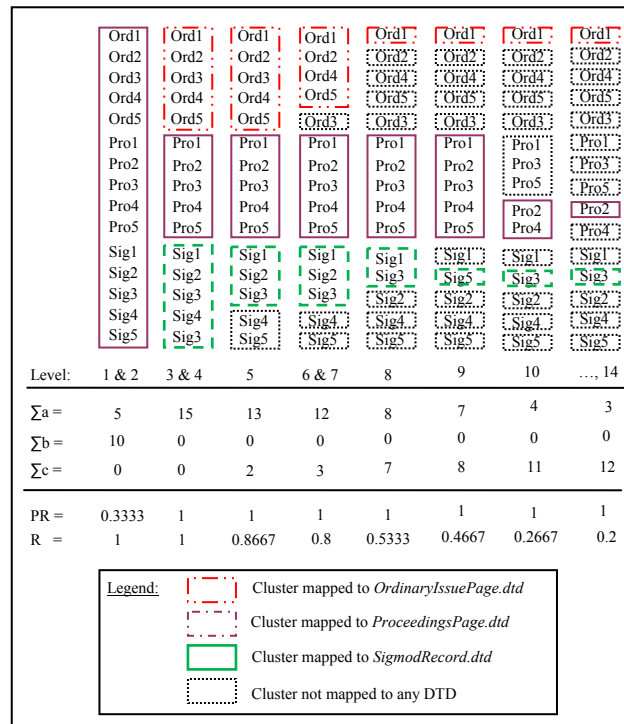 Ord1 Ord1 Ord1 Ord1 Ord1 Ord1 Ord1 Ord1
Ord2 Ord2 Ord2 Ord2 Ord2 Ord2 Ord2 Ord2
Ord3 Ord3 Ord3 Ord4 Ord4 Ord4 Ord4 Ord4
Ord4 Ord4 Ord4 Ord5 Ord5 Ord5 Ord5 Ord5
Ord5 Ord5 Ord5 Ord3 Ord3 Ord3 Ord3 Ord3
Pro1 Pro1 Pro1 Pro1 Pro1 Pro1 Pro1 Pro1
Pro2 Pro2 Pro2 Pro2 Pro2 Pro2 Pro3 Pro3
Pro3 Pro3 Pro3 Pro3 Pro3 Pro3 Pro5 Pro5
Pro4 Pro4 Pro4 Pro4 Pro4 Pro4 Pro2 Pro2
Pro5 Pro5 Pro5 Pro5 Pro5 Pro5 Pro4 Pro4
Sig1 Sig1 Sig1 Sig1 Sig1 Sig1 Sig1 Sig1
Sig2 Sig2 Sig2 Sig2 Sig3 Sig5 Sig3 Sig3
Sig3 Sig5 Sig3 Sig3 Sig2 Sig2 Sig2 Sig2
Sig4 Sig4 Sig4 Sig4 Sig4 Sig4 Sig4 Sig4
Sig5 Sig3 Sig5 Sig5 Sig5 Sig5 Sig5 Sig5
Level: 1 & 2 3 & 4 5 6 & 7 8 9 10 …, 14
∑a = 5 15 13 12 8 7 4 3
∑b = 10 0 0 0 0 0 0 0
∑c = 0 0 2 3 7 8 11 12
PR = 0.3333 1 1 1 1 1 1 1
R = 1 1 0.8667 0.8 0.5333 0.4667 0.2667 0.2
Legend: Cluster mapped to OrdinaryIssuePage.dtd
Cluster mapped to ProceedingsPage.dtd
Cluster mapped to SigmodRecord.dtd
Cluster not mapped to any DTD